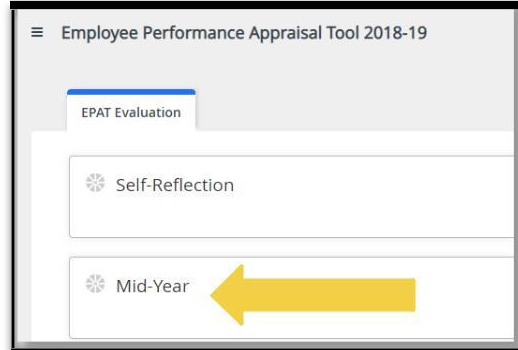 Employee Performance Appraisal Tool 2018-19
EPAT Evaluation
Self-Reflection
Mid-Year